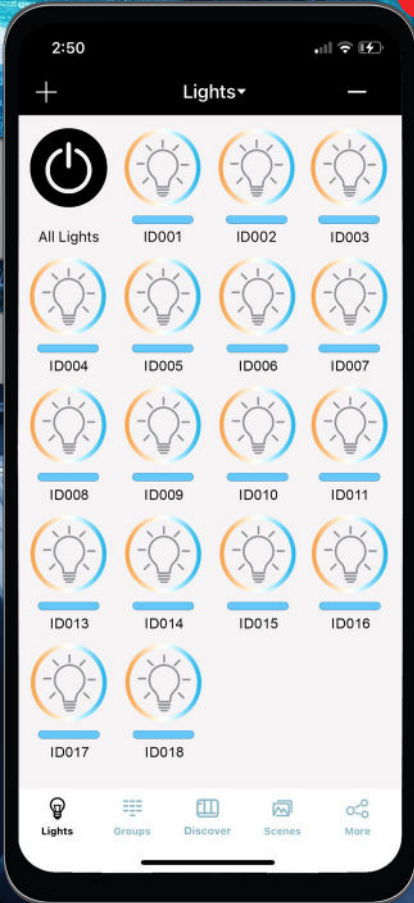 2:50
Lights
All Lights
ID001
ID002
ID003
ID004
ID005
ID006
ID007
ID008
ID009
ID010
ID011
ID013
ID014
ID015
ID016
ID017
ID018
Lights
Groups
Discover
Scenes
More